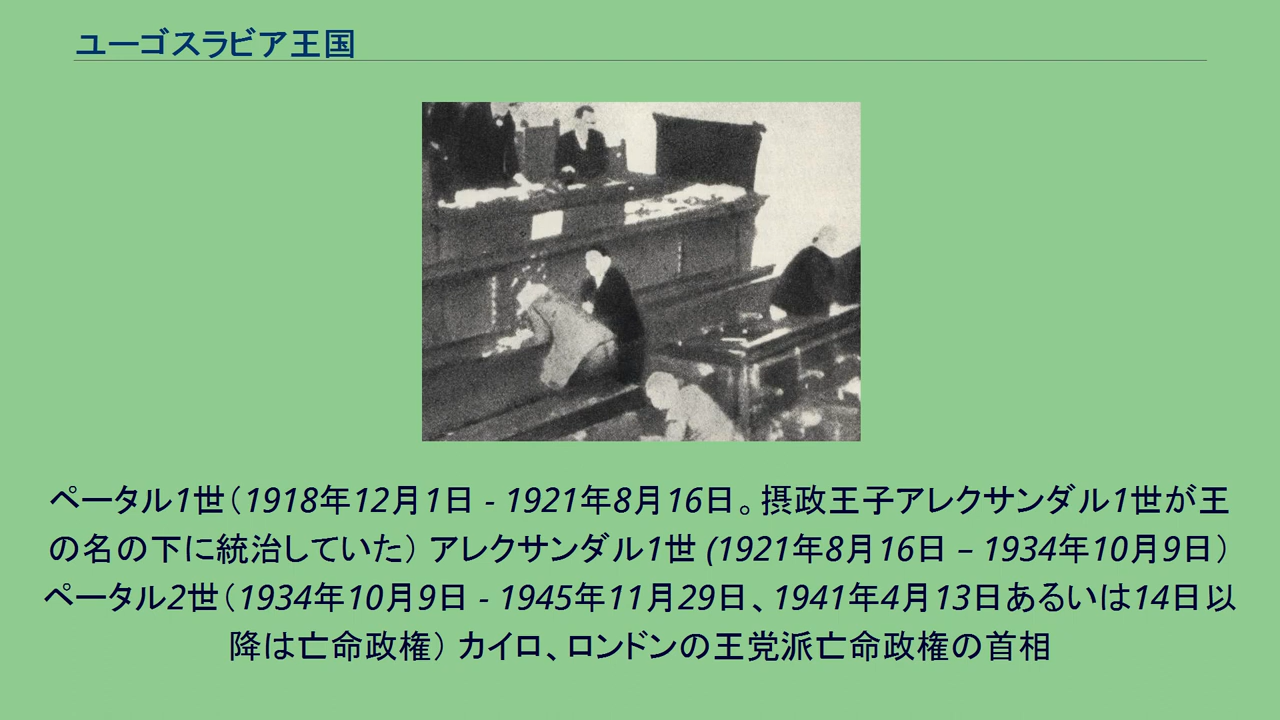 ユーゴスラビア王国
ペータル1世（1918年12月1日 - 1921年8月16日。摂政王子アレクサンダル1世が王
の名の下に統治していた） アレクサンダル1世 (1921年8月16日 – 1934年10月9日）
ペータル2世（1934年10月9日 - 1945年11月29日、1941年4月13日あるいは14日以
降は亡命政権） カイロ、ロンドンの王党派亡命政権の首相